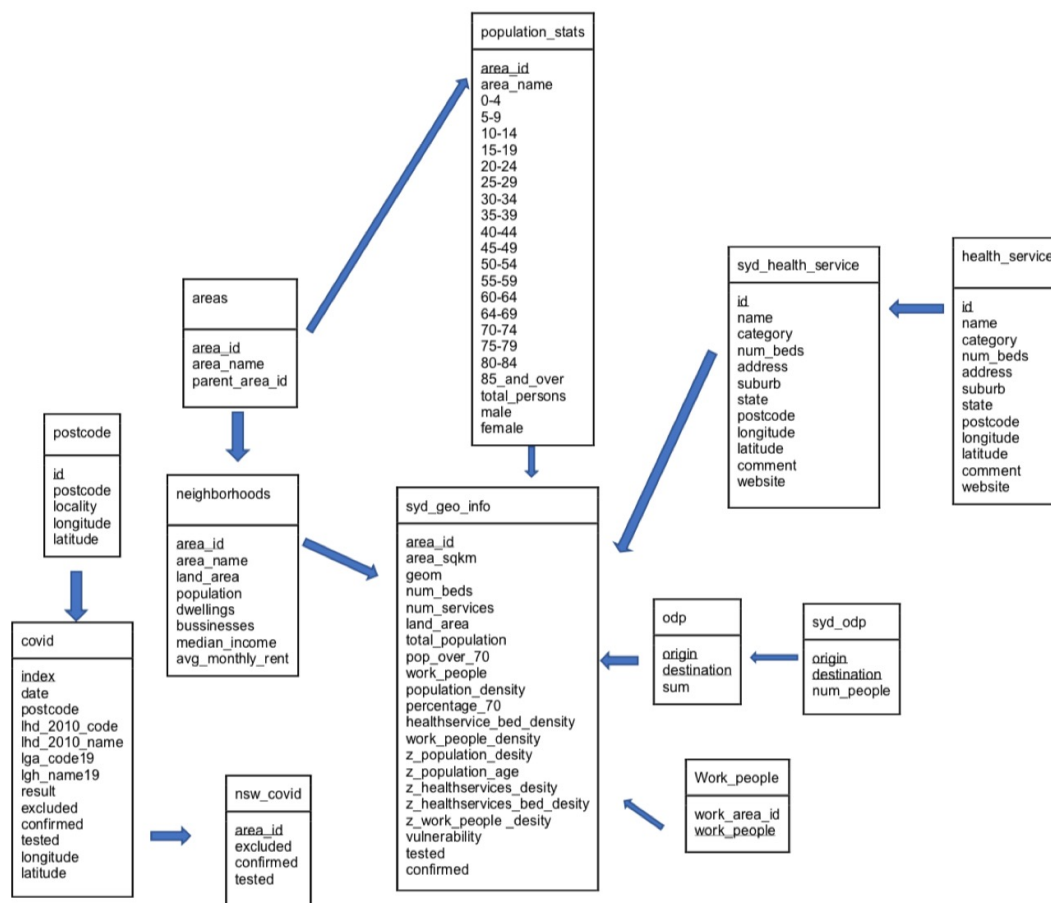 population_stats
area_id
area_name
0-4
5-9
10-14
15-19
20-24
25-29
30-34
35-39
40-44
45-49
50-54
55-59
60-64
64-69
70-74
75-79
80-84
85_and_over
total_persons
male
female
areas
area_id
area_name
parent_area_id
syd_health_service
id
name
category
num_beds
address
suburb
state
postcode
longitude
latitude
comment
website
health_service
id
name
category
num_beds
address
suburb
state
postcode
longitude
latitude
comment
website
postcode
id
postcode
locality
longitude
latitude
neighborhoods
area_id
area_name
land_area
population
dwellings
bussinesses
median_income
avg_monthly_rent
syd_geo_info
area_id
area_sqkm
geom
num_beds
num_services
land_area
total_population
pop_over_70
work_people
population_density
percentage_70
healthservice_bed_density
work_people_density
z_population_desity
z_population_age
z_healthservices_desity
z_healthservices_bed_desity
z_work_people _desity
vulnerability
tested
confirmed
odp
origin
destination
sum
syd_odp
origin
destination
num_people
covid
index
date
postcode
lhd_2010_code
lhd_2010_name
lga_code19
lgh_name19
result
excluded
confirmed
tested
longitude
latitude
nsw_covid
area_id
excluded
confirmed
tested
Work_people
work_area_id
work_people